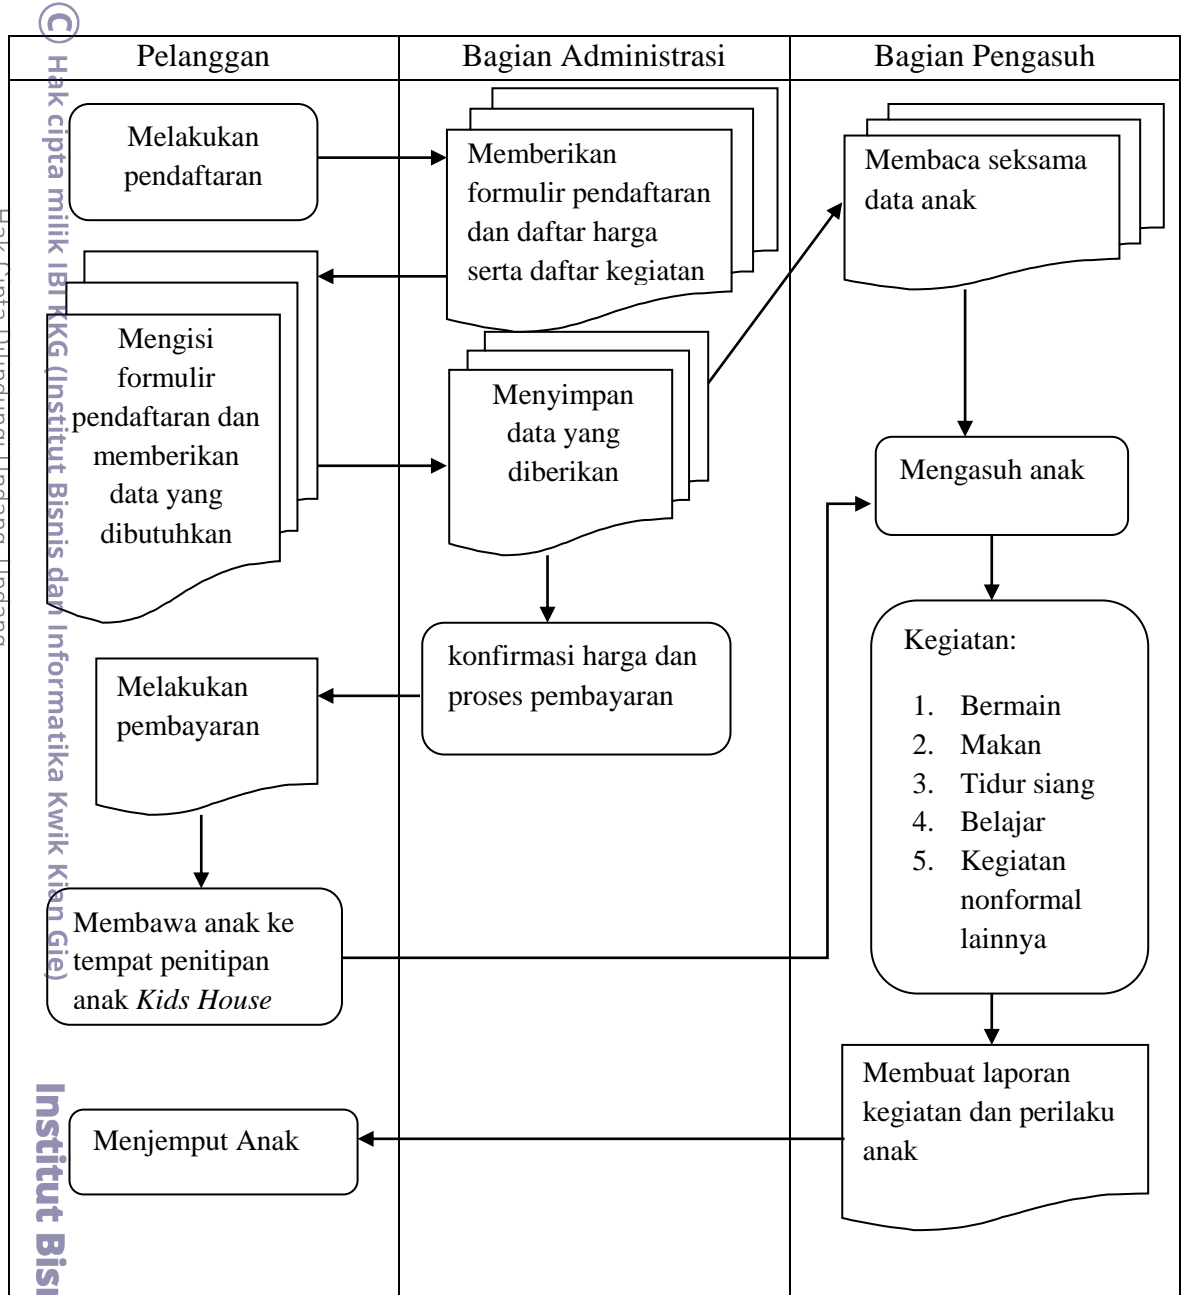 Pelanggan
Bagian Administrasi
Bagian Pengasuh
Melakukan
pendaftaran
Memberikan
formulir pendaftaran
dan daftar harga
serta daftar kegiatan
Membaca seksama
data anak
Mengisi
formulir
pendaftaran dan
memberikan
data yang
dibutuhkan
Menyimpan
data yang
diberikan
Mengasuh anak
konfirmasi harga dan
proses pembayaran
Melakukan
pembayaran
Kegiatan:
1. Bermain
2. Makan
3. Tidur siang
4. Belajar
5. Kegiatan
nonformal
lainnya
Membawa anak ke
tempat penitipan
anak Kids House
Membuat laporan
kegiatan dan perilaku
anak
Menjemput Anak
© Hak cipta milik IBI KKG (Institut Bisnis dan Informatika Kwik Kian Gie)
Institut